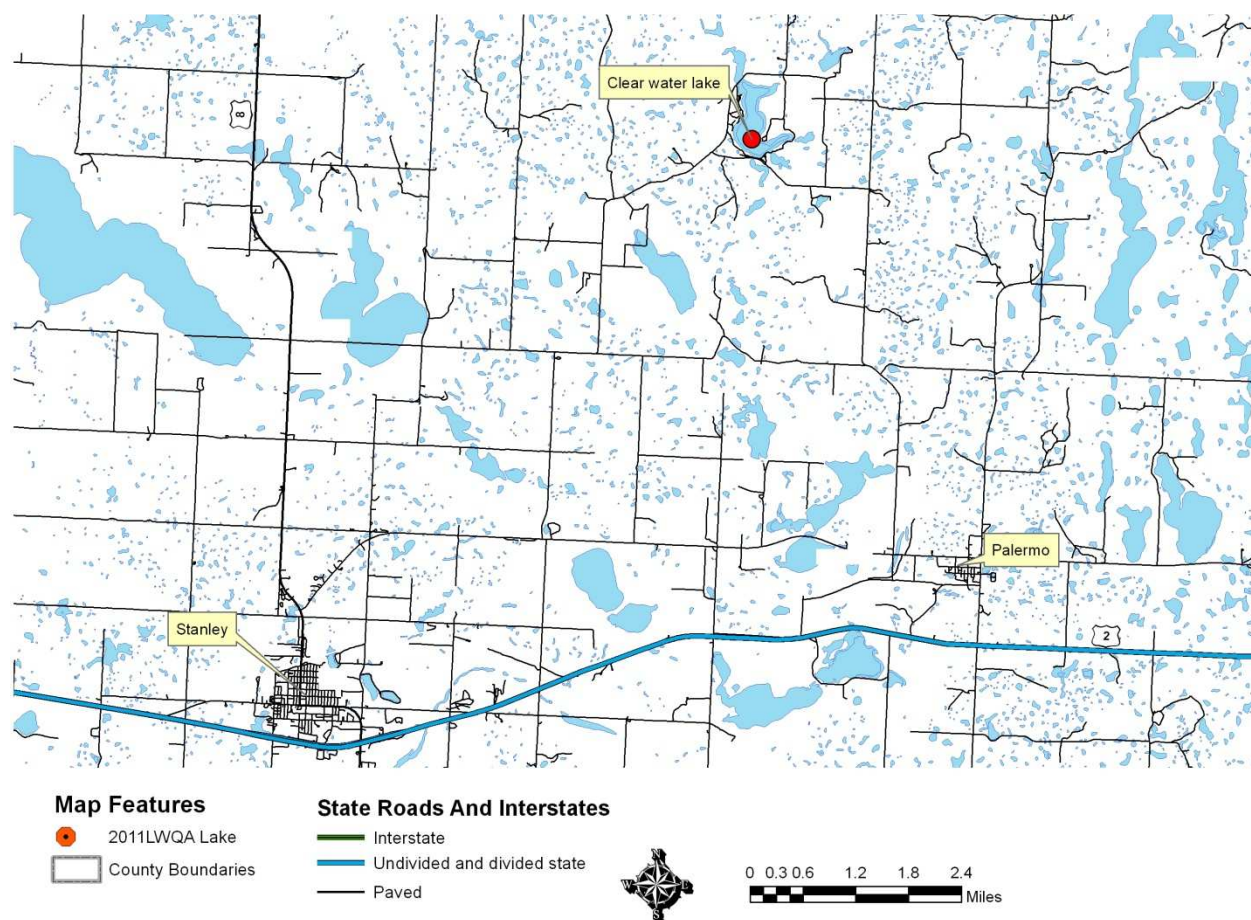 Clear water lake
8
Palermo
2
Stanley
Map Features
2011LWQA Lake
County Boundaries
State Roads And Interstates
Interstate
Undivided and divided state
Paved
N
W E
S
0 0.3 0.6 1.2 1.8 2.4
Miles